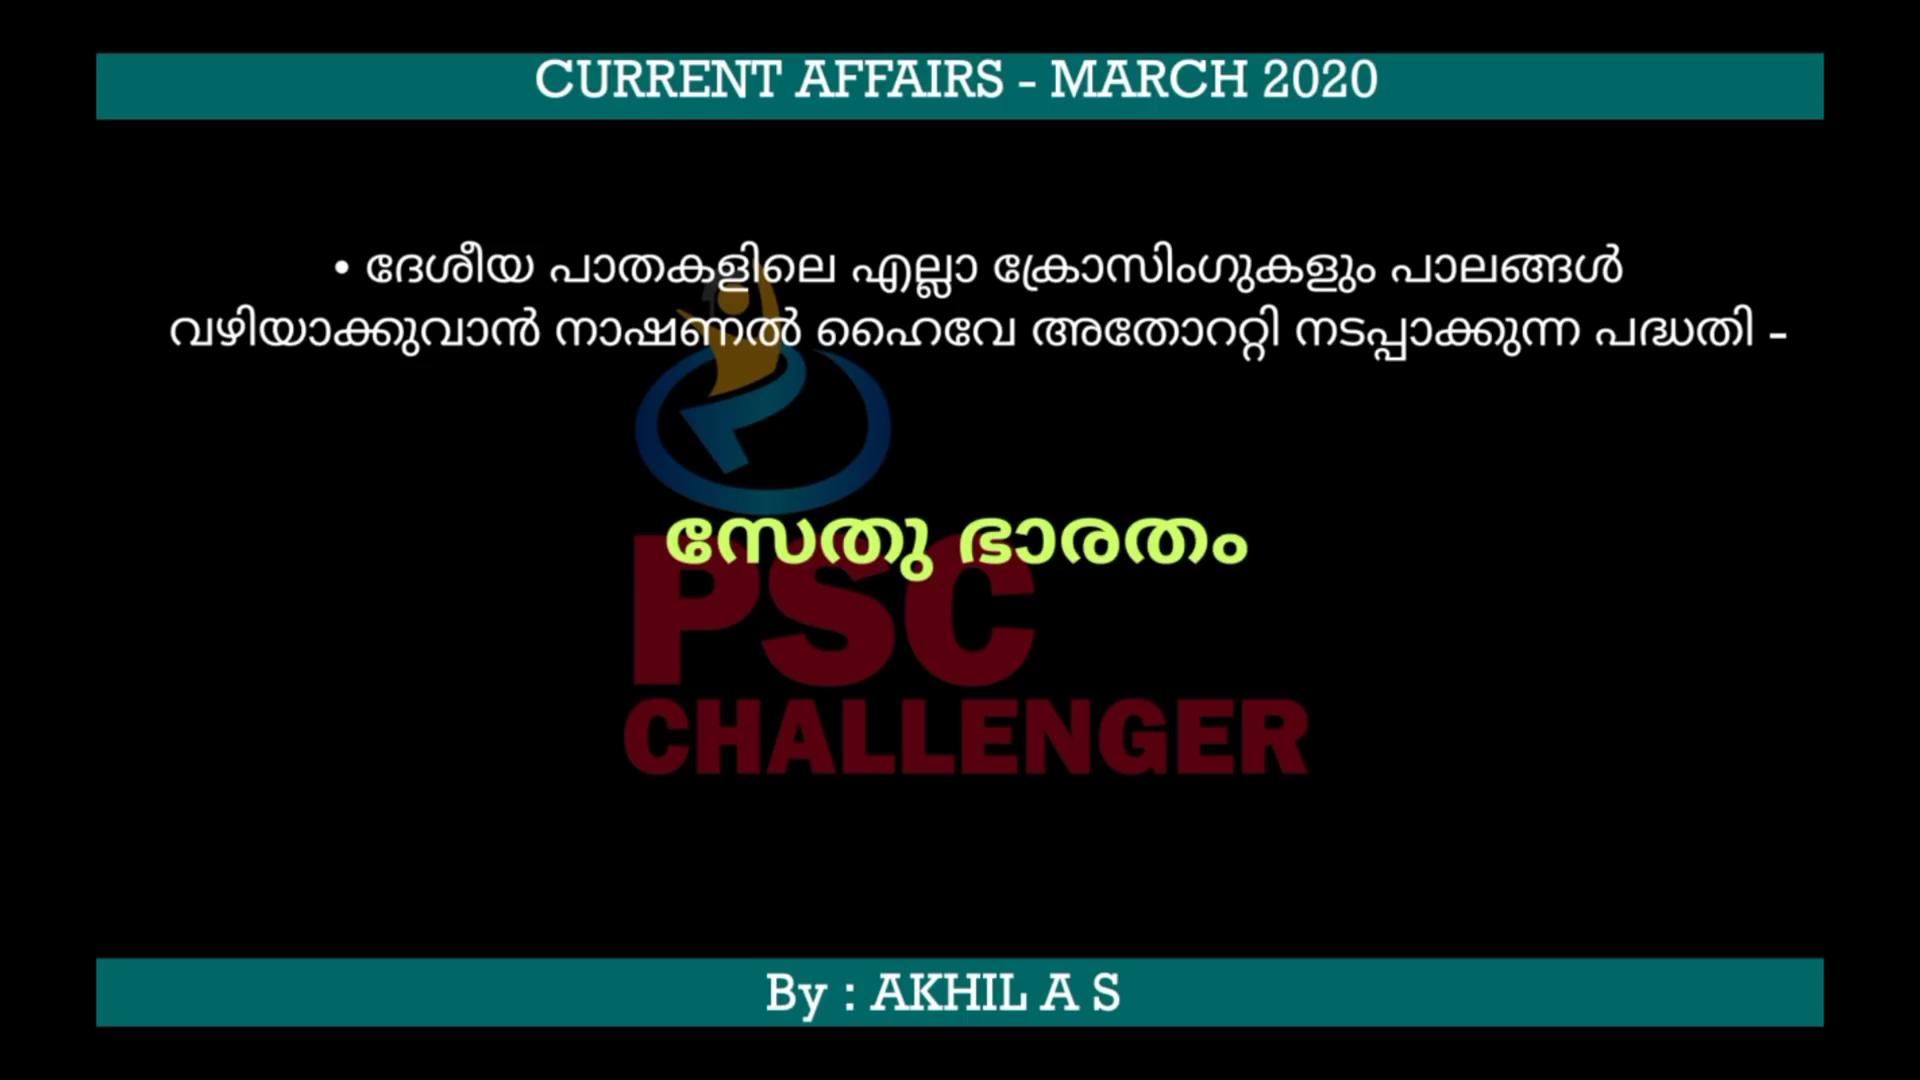 CURRENT AFFAIRS - MARCH 2020
• ദേശീയ പാതകളിലെ എല്ലാ ക്രോസിംഗുകളും പാലങ്ങൾ
വഴിയാക്കുവാൻ നാഷണൽ ഹൈവേ അതോററ്റി നടപ്പാക്കുന്ന പദ്ധതി -
സേതു ഭാരതം
PSC
CHALLENGER
By : AKHIL A S